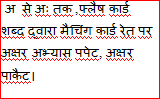 अ से अः तक ,फ्लैष कार्ड
शब्द दवारा मैचिंग कार्ड रेत पर
अक्षर अभ्यास पपेट, अक्षर
पाकैट।